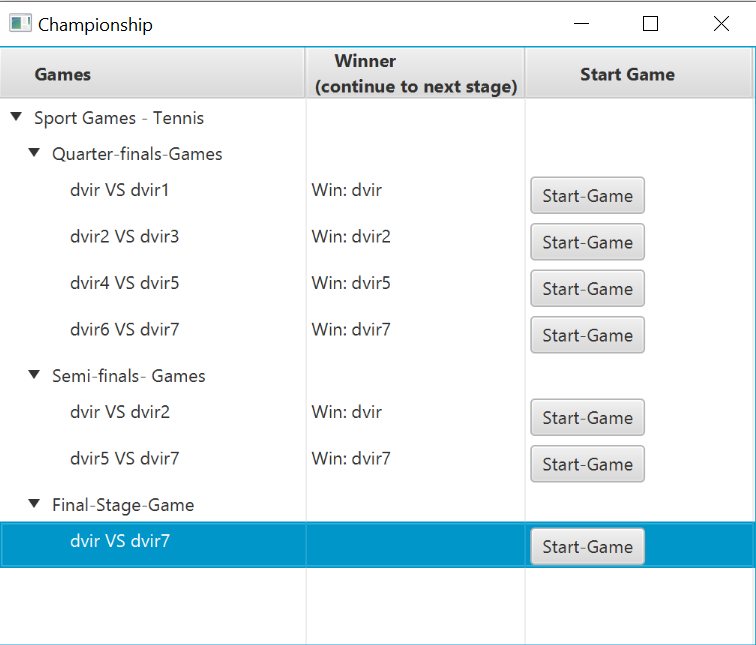 Championship
Games
Winner
(continue to next stage)
Start Game
Sport Games - Tennis
Quarter-finals-Games
dvir VS dvir1 Win: dvir Start-Game
dvir2 VS dvir3 Win: dvir2 Start-Game
dvir4 VS dvir5 Win: dvir5 Start-Game
dvir6 VS dvir7 Win: dvir7 Start-Game
Semi-finals- Games
dvir VS dvir2 Win: dvir Start-Game
dvir5 VS dvir7 Win: dvir7 Start-Game
Final-Stage-Game
dvir VS dvir7 Start-Game